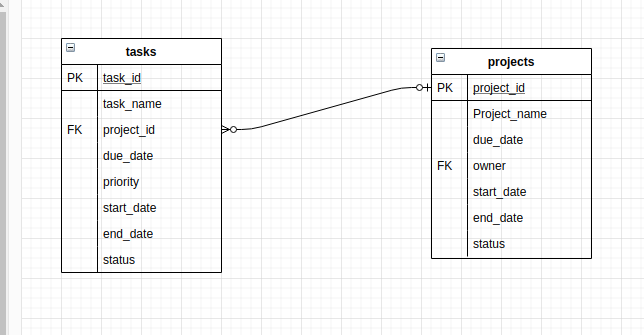 tasks
PK task_id
task_name
FK project_id
due_date
priority
start_date
end_date
status
projects
PK project_id
Project_name
due_date
FK owner
start_date
end_date
status